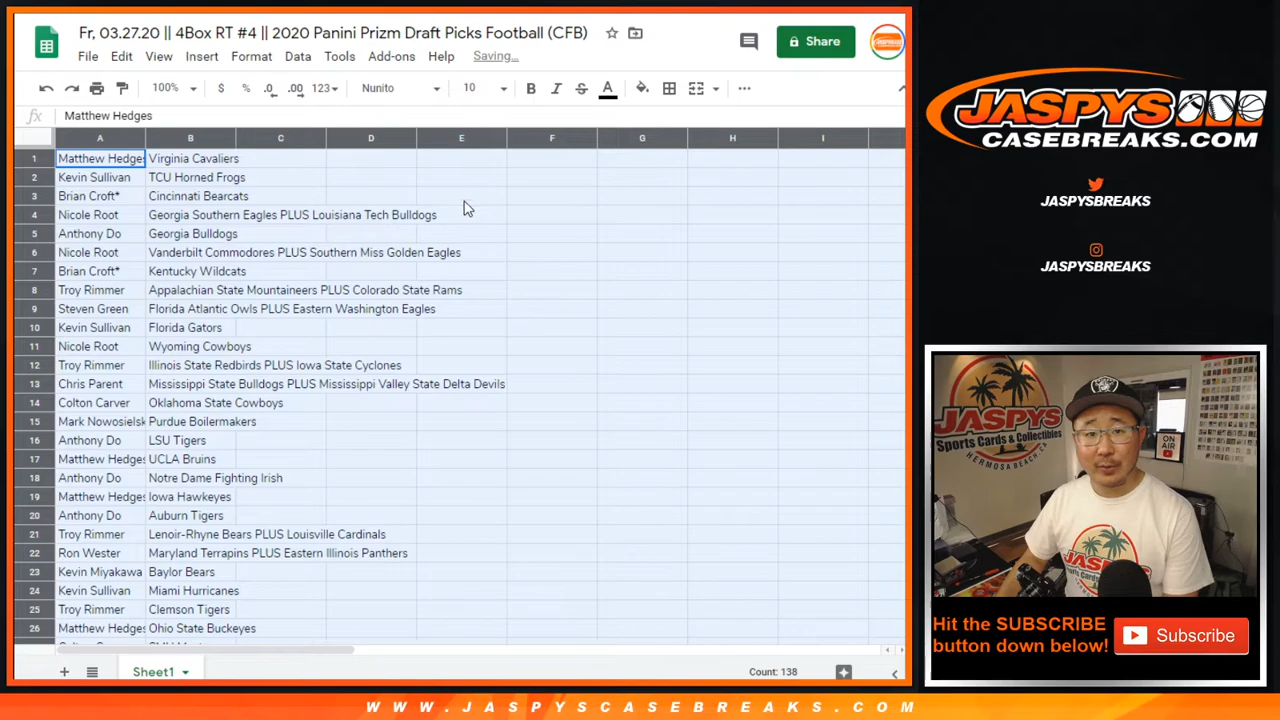 Fr, 03.27.20 || 4Box RT #4 || 2020 Panini Prizm Draft Picks Football (CFB)
File Edit View Insert Format Data Tools Add-ons Help Saving...
Share
100% $ % .0 .00 123 Nunito 10 B I S A
fx Matthew Hedges
A B C D E F G H I
1 Matthew Hedges Virginia Cavaliers
2 Kevin Sullivan TCU Horned Frogs
3 Brian Croft* Cincinnati Bearcats
4 Nicole Root Georgia Southern Eagles PLUS Louisiana Tech Bulldogs
5 Anthony Do Georgia Bulldogs
6 Nicole Root Vanderbilt Commodores PLUS Southern Miss Golden Eagles
7 Brian Croft* Kentucky Wildcats
8 Troy Rimmer Appalachian State Mountaineers PLUS Colorado State Rams
9 Steven Green Florida Atlantic Owls PLUS Eastern Washington Eagles
10 Kevin Sullivan Florida Gators
11 Nicole Root Wyoming Cowboys
12 Troy Rimmer Illinois State Redbirds PLUS Iowa State Cyclones
13 Chris Parent Mississippi State Bulldogs PLUS Mississippi Valley State Delta Devils
14 Colton Carver Oklahoma State Cowboys
15 Mark Nowosielsk Purdue Boilermakers
16 Anthony Do LSU Tigers
17 Matthew Hedges UCLA Bruins
18 Anthony Do Notre Dame Fighting Irish
19 Matthew Hedges Iowa Hawkeyes
20 Anthony Do Auburn Tigers
21 Troy Rimmer Lenoir-Rhyne Bears PLUS Louisville Cardinals
22 Ron Wester Maryland Terrapins PLUS Eastern Illinois Panthers
23 Kevin Miyakawa Baylor Bears
24 Kevin Sullivan Miami Hurricanes
25 Troy Rimmer Clemson Tigers
26 Matthew Hedges Ohio State Buckeyes
Sheet1
Count: 138
JASPYS
CASEBREAKS.COM
JASPYSBREAKS
JASPYSBREAKS
JASPYS
Sports Cards & Collectibles
HERMOSA BEACH, CA
ON AIR
JASPYS
Hit the SUBSCRIBE
button down below!
Subscribe
WWW.JASPYSCASEBREAKS.COM